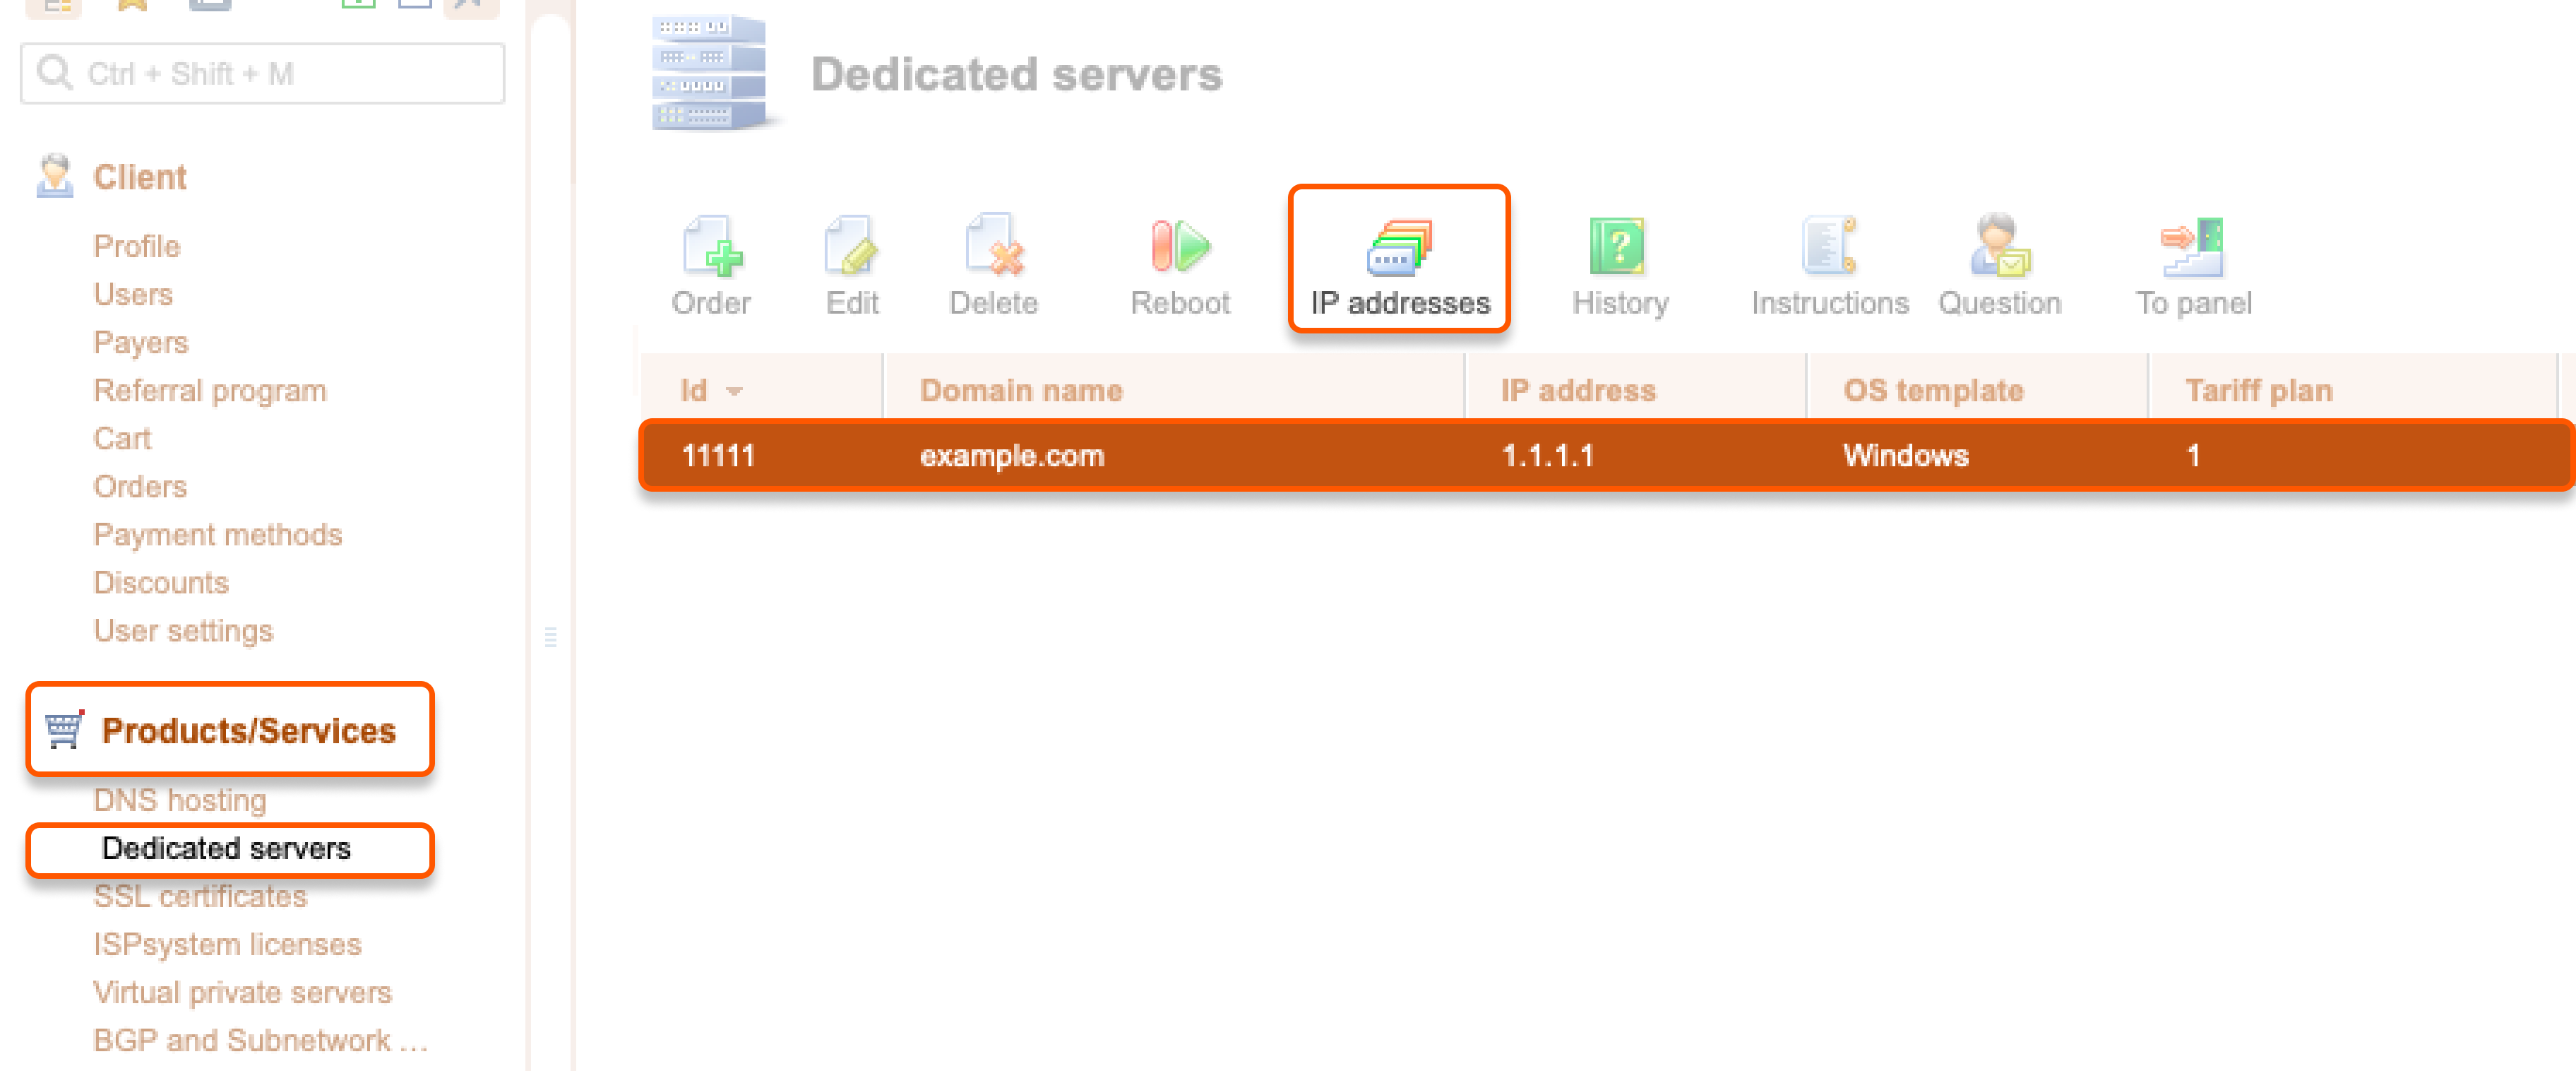 Ctrl + Shift + M
Client
Profile
Users
Payers
Referral program
Cart
Orders
Payment methods
Discounts
User settings
Products/Services
DNS hosting
Dedicated servers
SSL certificates
ISPsystem licenses
Virtual private servers
BGP and Subnetwork ...
Dedicated servers
Order Edit Delete Reboot IP addresses History Instructions Question To panel
Id Domain name IP address OS template Tariff plan
11111 example.com 1.1.1.1 Windows 1